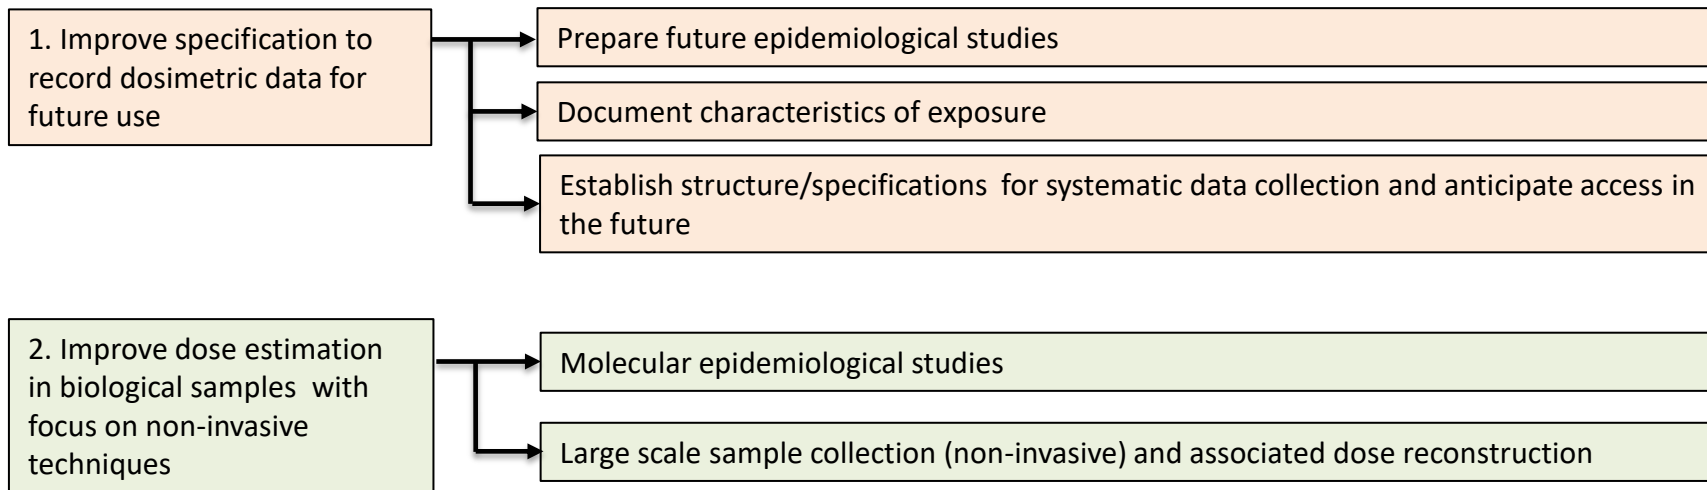 1. Improve specification to
record dosimetric data for
future use
Prepare future epidemiological studies
Document characteristics of exposure
Establish structure/specifications  for systematic data collection and anticipate access in
the future
2. Improve dose estimation
in biological samples  with
focus on non-invasive
techniques
Molecular epidemiological studies
Large scale sample collection (non-invasive) and associated dose reconstruction